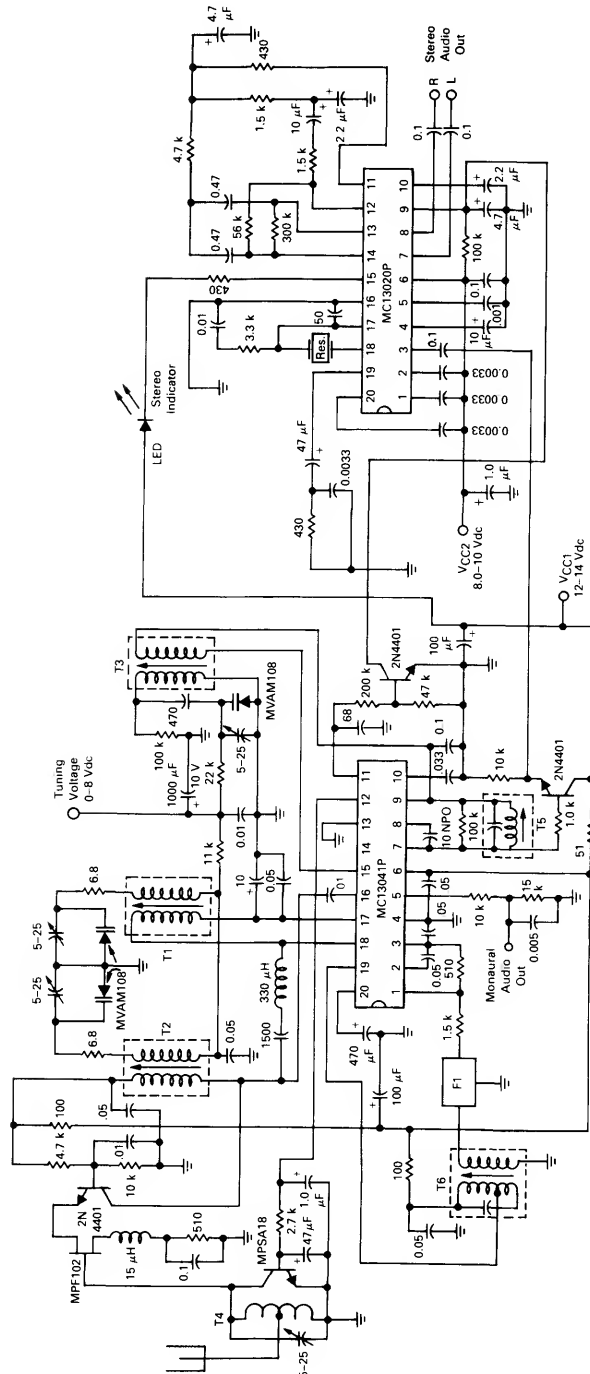 4.7
μF
430
1.5 k
10 μF
2.2 μF
4.7 k
1.5 k
0.47
56 k
0.47
300 k
430
0.01
3.3 k
50
Res.
LED
Stereo
Indicator
47 μF
0.0033
430
11
12
13
14
15
16
17
18
19
20
MC13020P
10
9
8
7
6
5
4
3
2
1
Stereo
Audio
Out
R
L
0.1
0.1
2.2
μF
4.7
μF
100 k
0.1
.001
10
μF
0.1
0.0033
0.0033
0.0033
1.0
μF
VCC2
8.0–10 Vdc
VCC1
12–14 Vdc
Tuning
Voltage
0–8 Vdc
T3
470
MVAM108
100 k
5-25
1000 μF
10 V
22 k
0.01
11 k
10
0.05
6.8
T1
5-25
5-25
MVAM108
6.8
T2
0.05
330 μH
1500
.01
100
.05
4.7 k
.01
10 k
2N
4401
MPF102
15 μH
510
0.1
MPSA18
2.7 k
1.0
μF
47μF
T4
5-25
200 k
68
2N4401
47 k
100
μF
0.1
.033
10 k
2N4401
1.0 k
51
11
12
13
14
15
16
17
18
19
20
MC13041P
10
9
8
7
6
5
4
3
2
1
10 NPO
100 k
T5
.05
.05
0.05
10 k
15
k
0.005
Monaural
Audio
Out
510
1.5 k
470
μF
100 μF
F1
100
T6
0.05